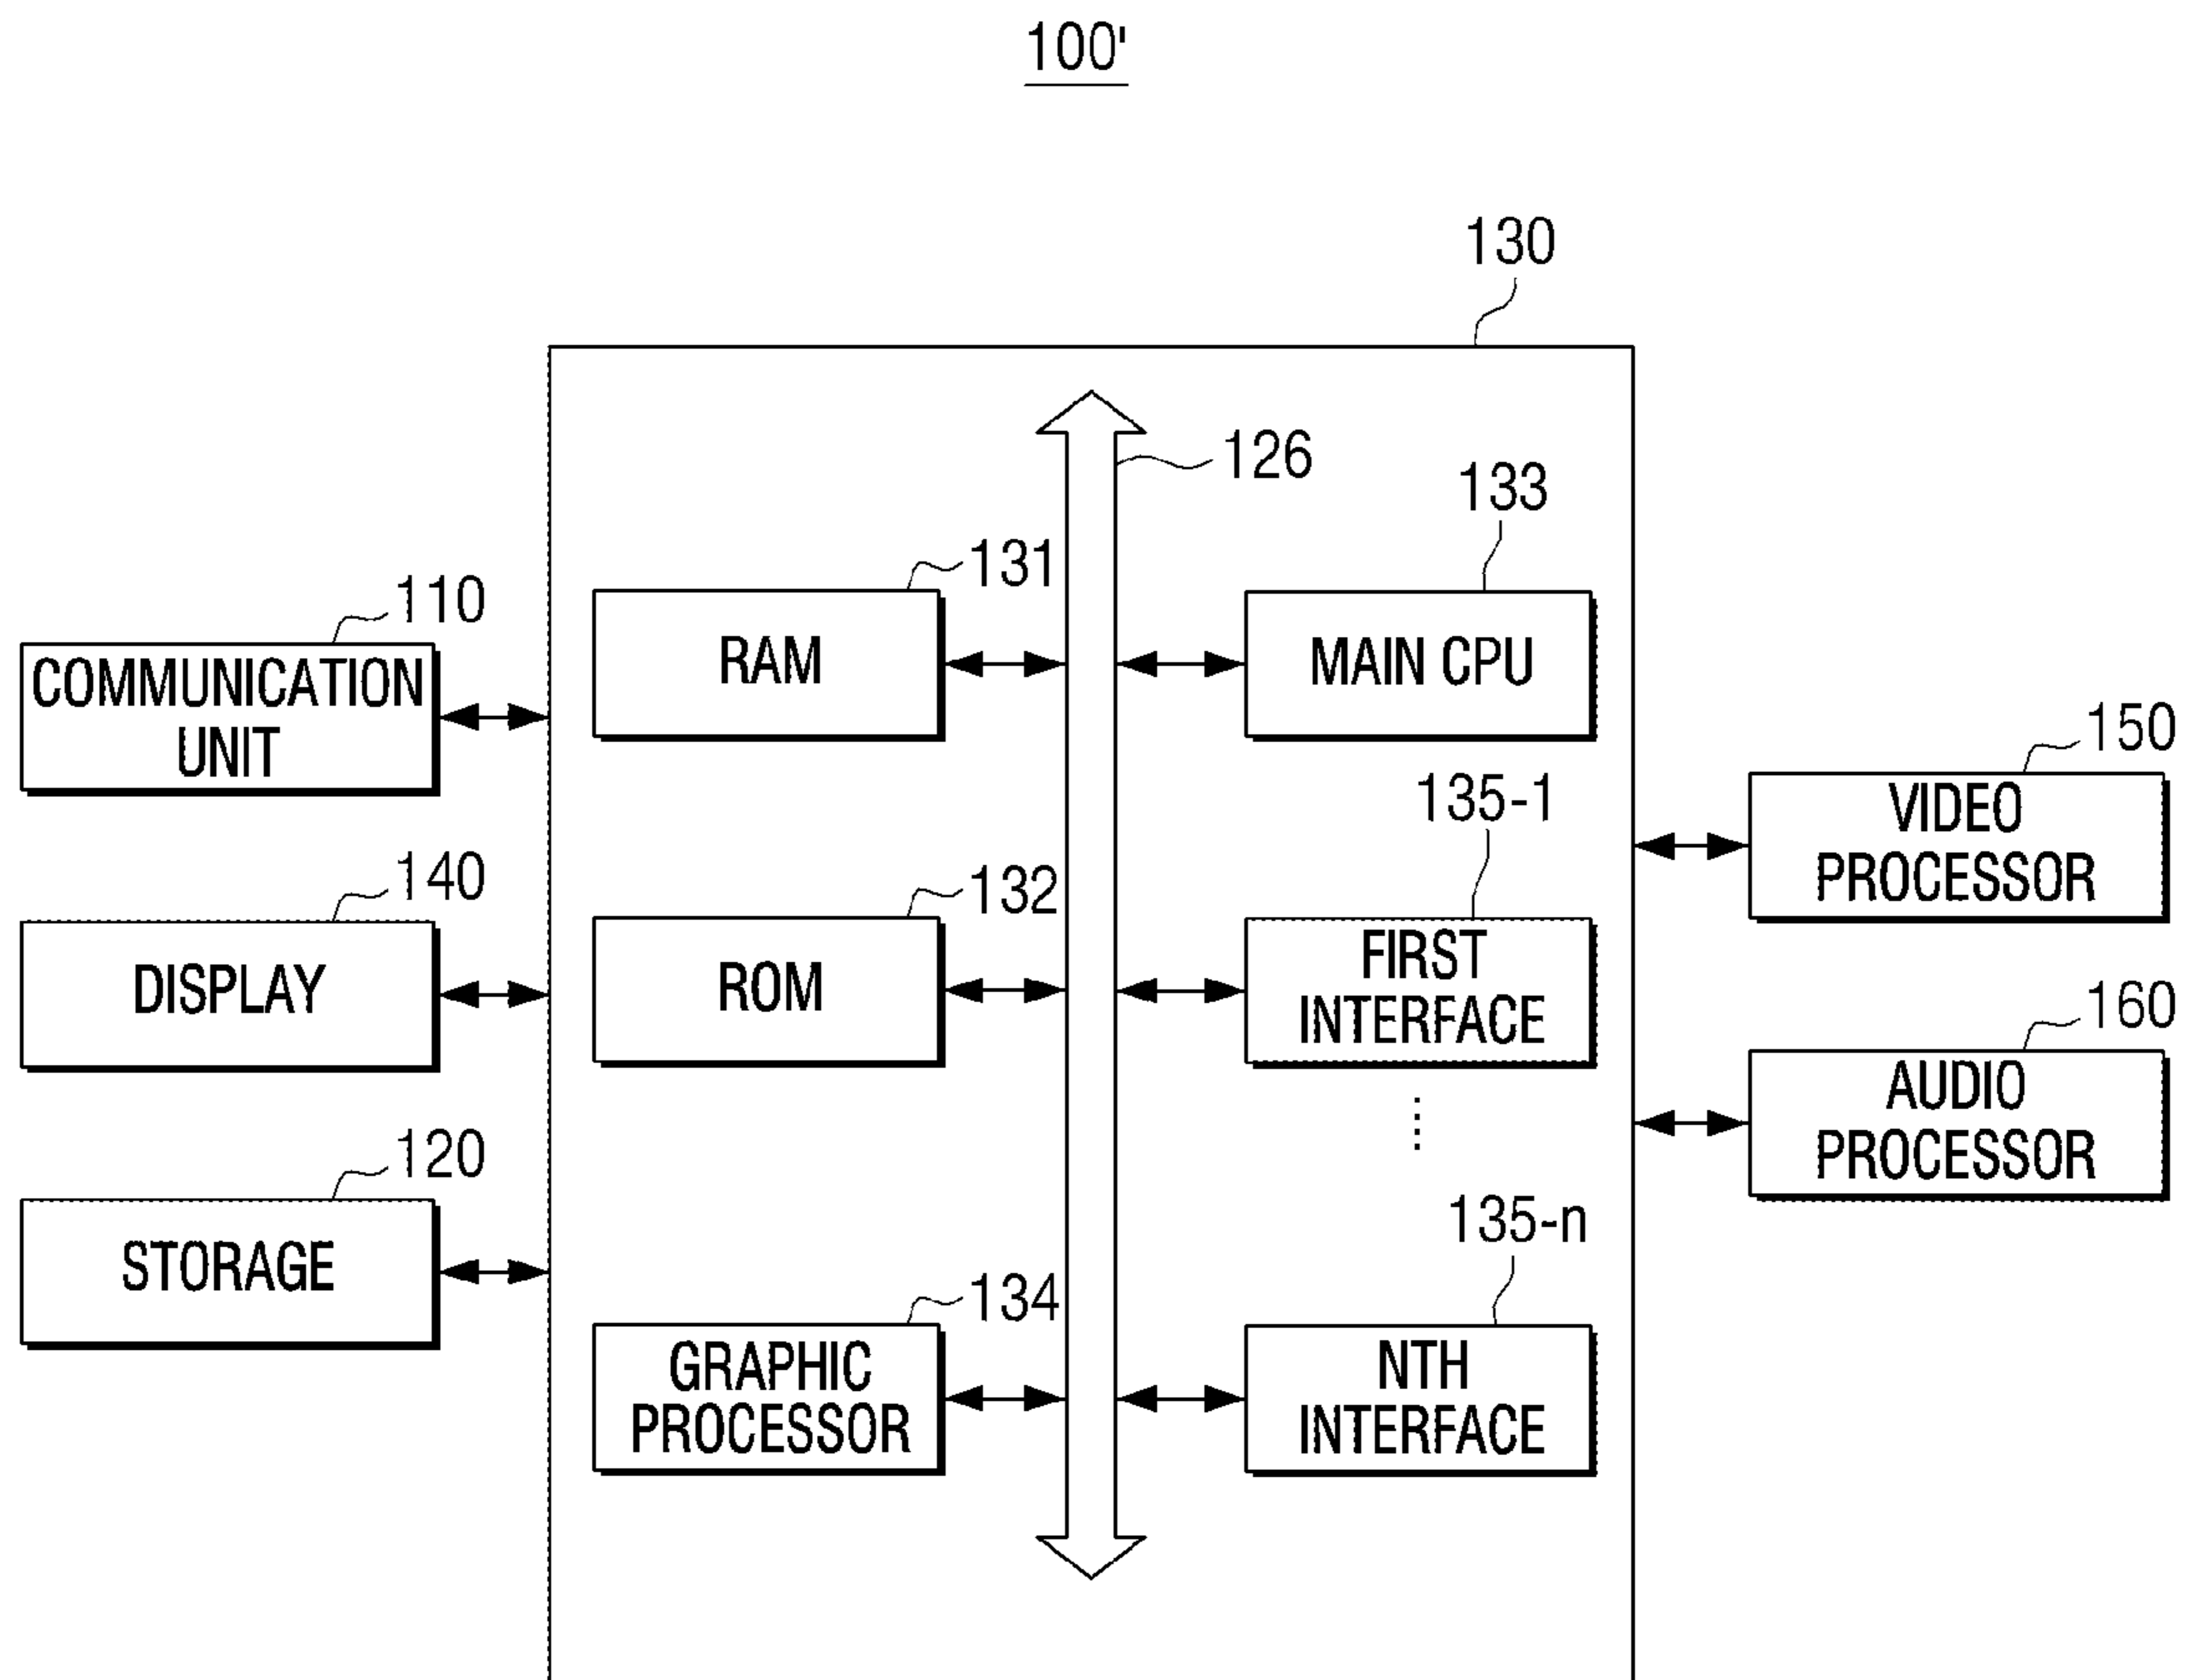 100'
130
126
133
131
110
RAM
MAIN CPU
COMMUNICATION
UNIT
150
135-1
VIDEO
PROCESSOR
140
132
DISPLAY
ROM
FIRST
INTERFACE
160
AUDIO
PROCESSOR
120
135-n
STORAGE
134
GRAPHIC
PROCESSOR
NTH
INTERFACE